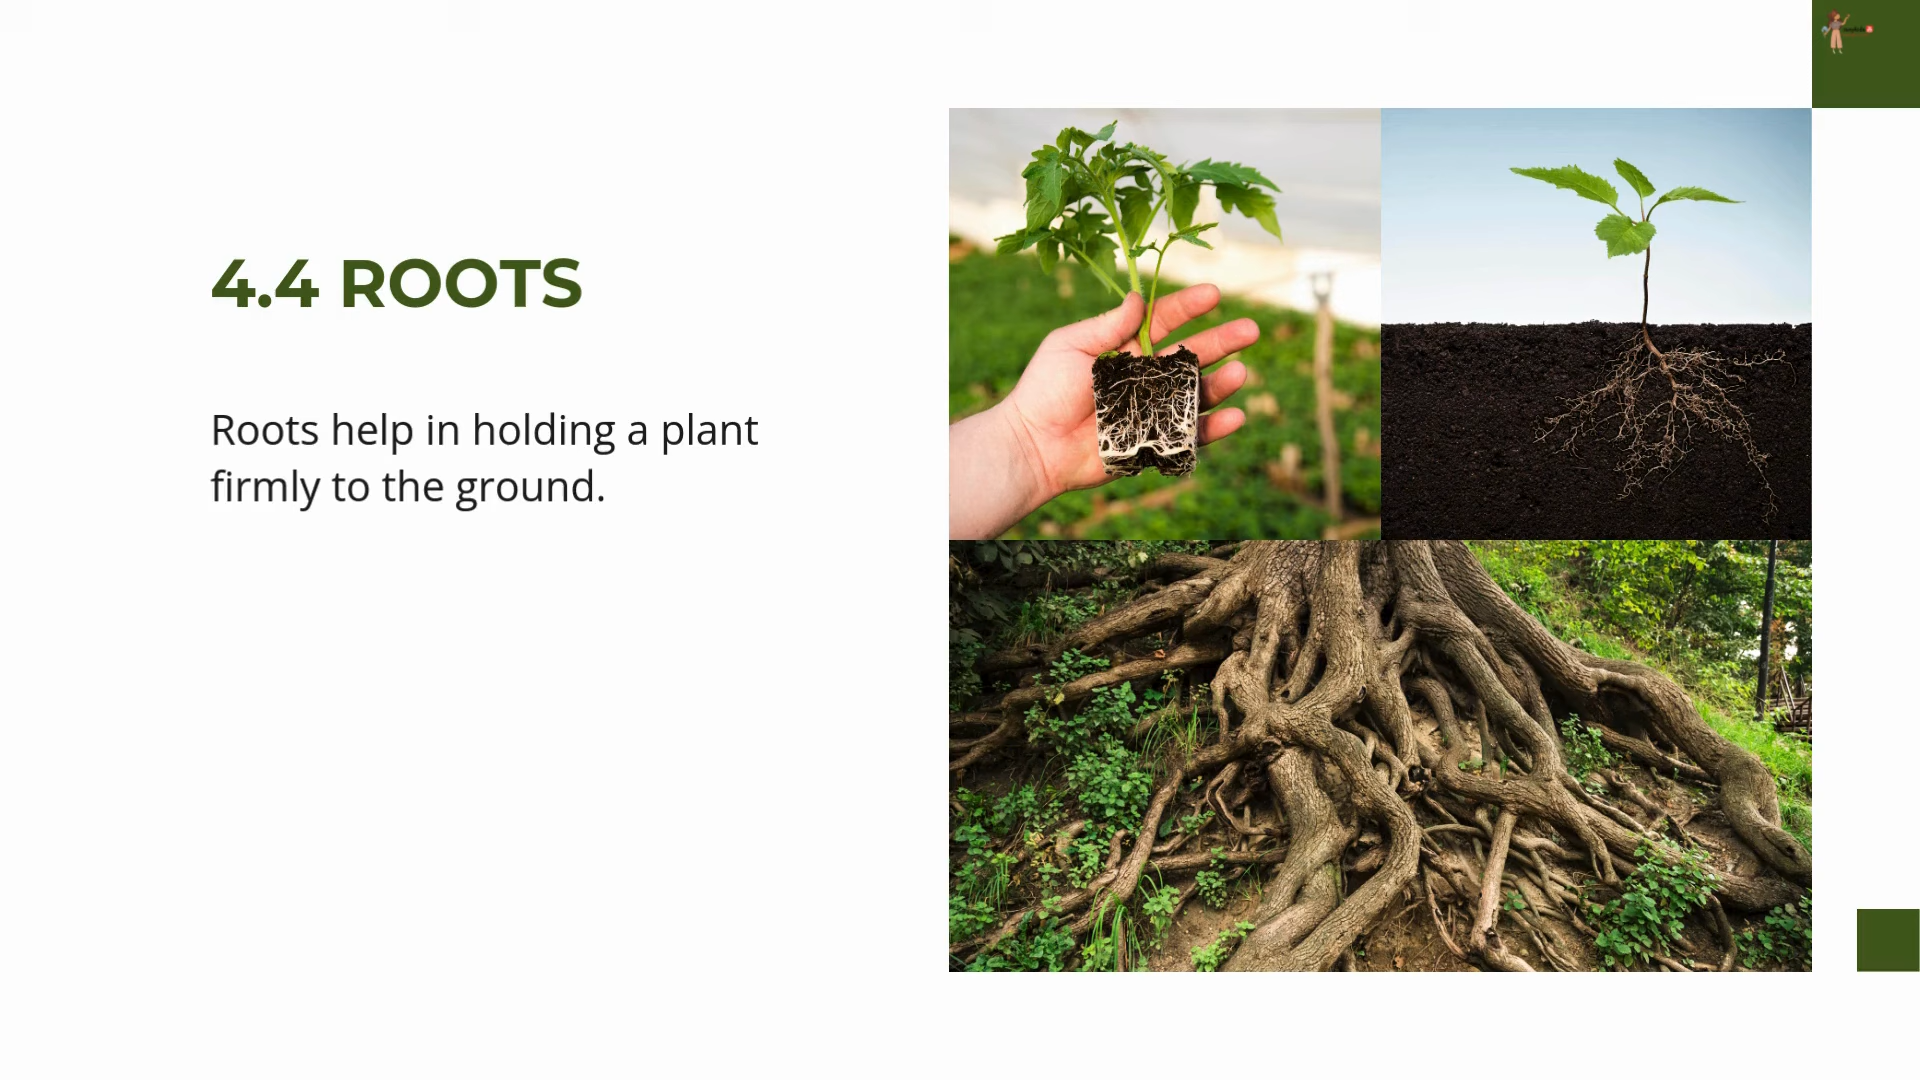 4.4 ROOTS
Roots help in holding a plant
firmly to the ground.